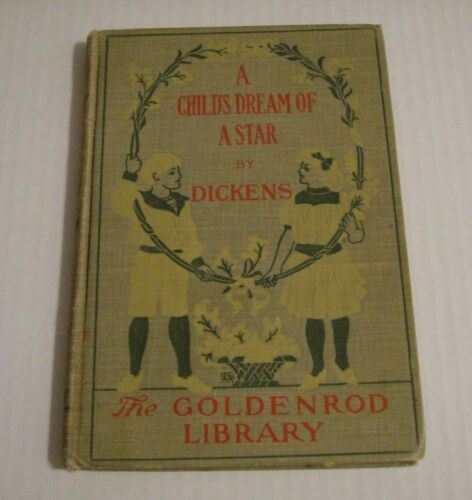 A
CHILD'S DREAM OF
A STAR
BY
DICKENS
The GOLDENROD
LIBRARY